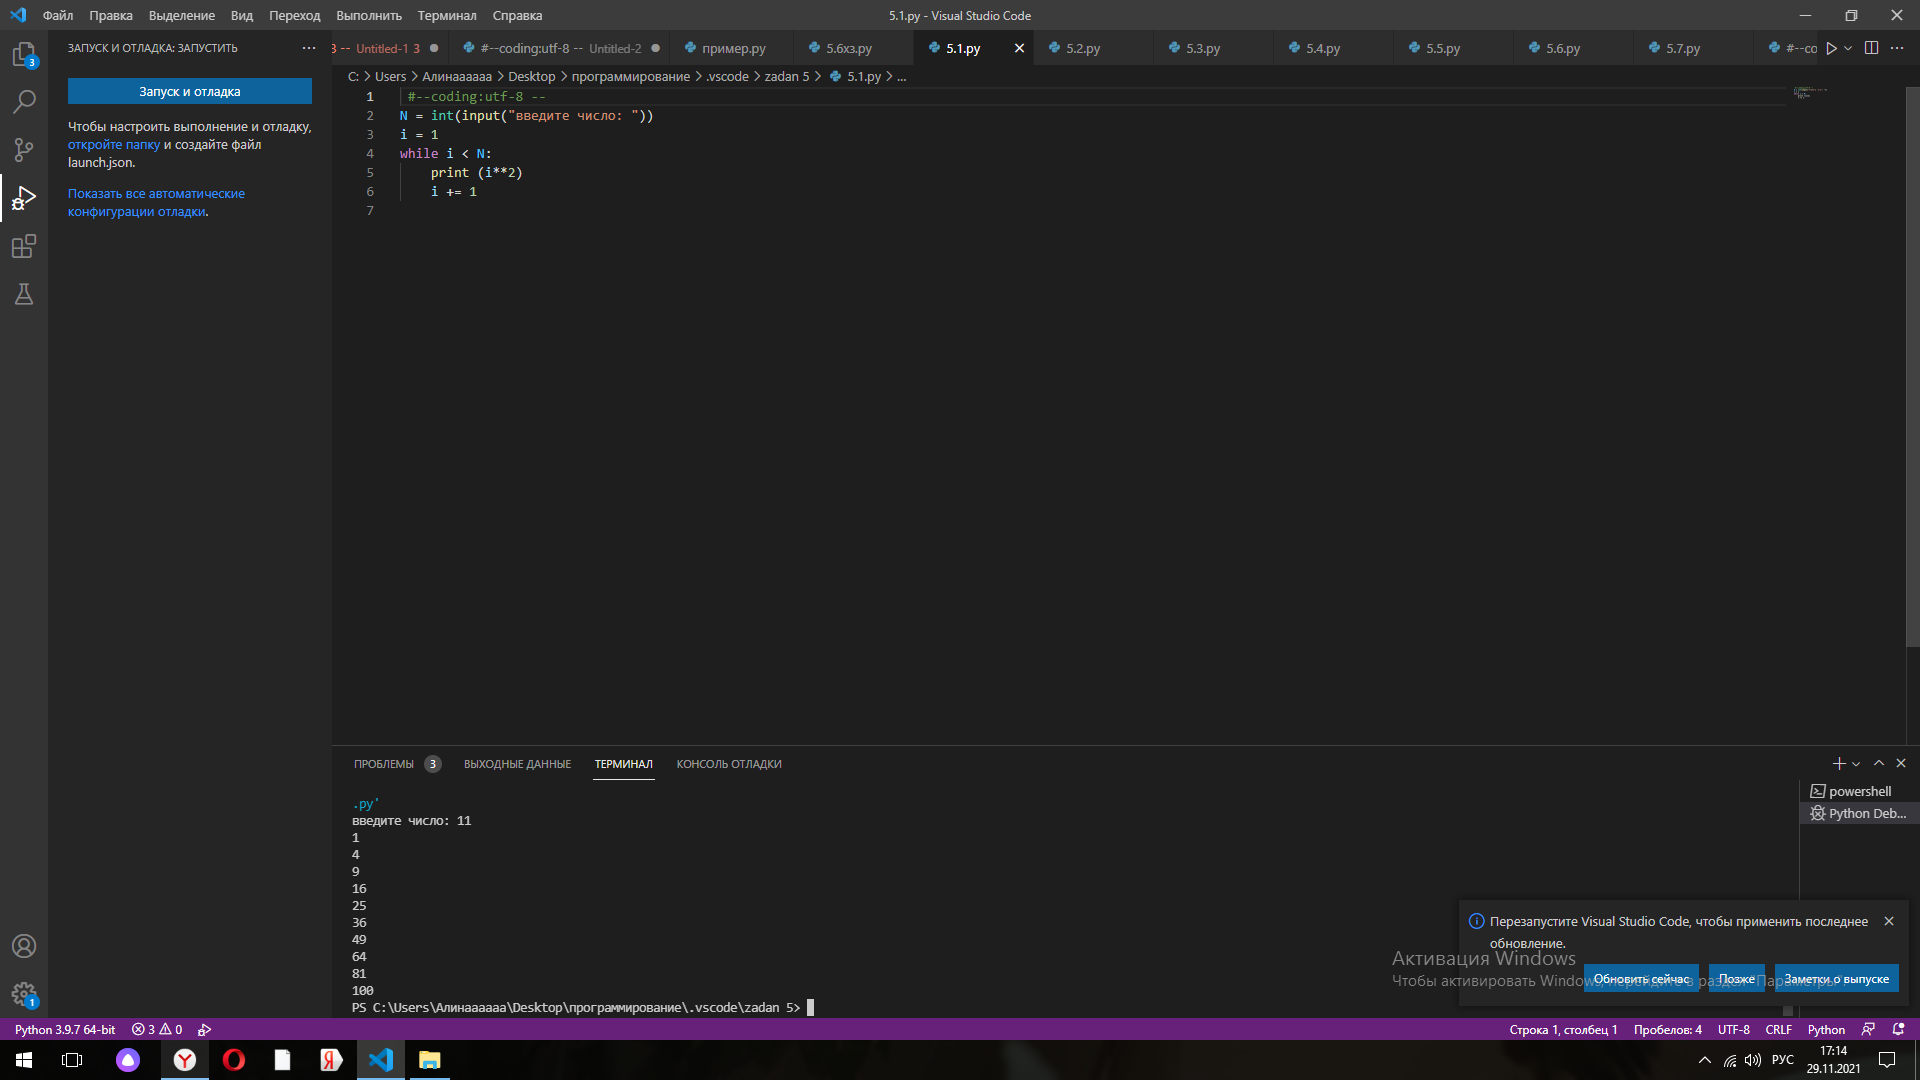 Файл Правка Выделение Вид Переход Выполнить Терминал Справка
5.1.py - Visual Studio Code
ЗАПУСК И ОТЛАДКА: ЗАПУСТИТЬ
3 -- Untitled-1 3
#--coding:utf-8 -- Untitled-2
пример.py
5.6хз.py
5.1.py
5.2.py
5.3.py
5.4.py
5.5.py
5.6.py
5.7.py
#--co
3
Запуск и отладка
Чтобы настроить выполнение и отладку,
откройте папку и создайте файл
launch.json.
Показать все автоматические
конфигурации отладки.
C: > Users > Алинаааааа > Desktop > программирование > .vscode > zadan 5 > 5.1.py > ...
1 #--coding:utf-8 --
2 N = int(input("введите число: "))
3 i = 1
4 while i < N:
5 print (i**2)
6 i += 1
7
ПРОБЛЕМЫ 3 ВЫХОДНЫЕ ДАННЫЕ ТЕРМИНАЛ КОНСОЛЬ ОТЛАДКИ
.py'
введите число: 11
1
4
9
16
25
36
49
64
81
100
PS C:\Users\Алинаааааа\Desktop\программирование\.vscode\zadan 5>
powershell
Python Deb...
Перезапустите Visual Studio Code, чтобы применить последнее
обновление.
Обновить сейчас Позже Заметки о выпуске
Активация Windows
Чтобы активировать Windows, перейдите в раздел "Параметры".
1
Python 3.9.7 64-bit 3 0
Строка 1, столбец 1 Пробелов: 4 UTF-8 CRLF Python
РУС
17:14
29.11.2021